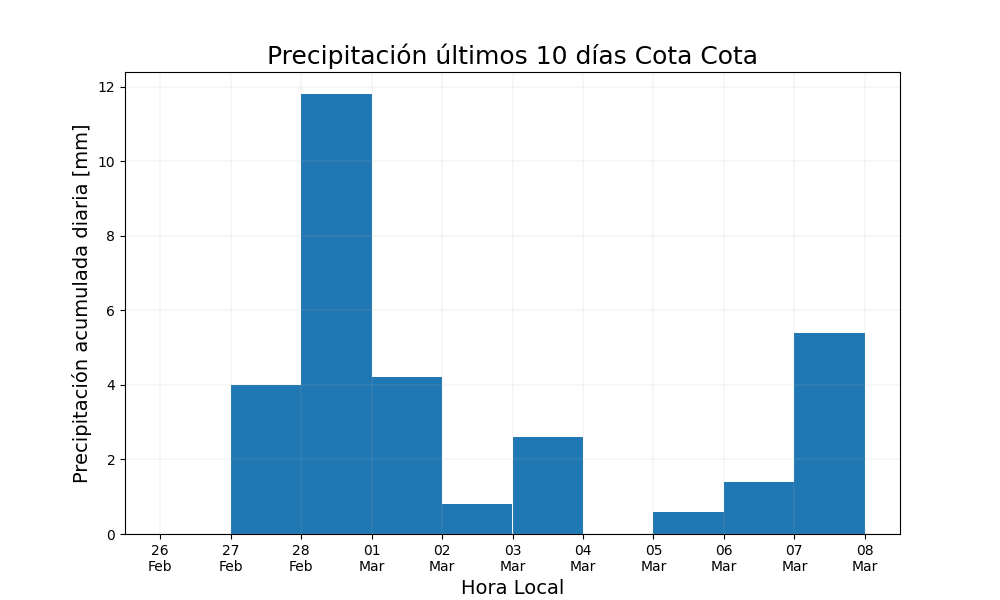 Precipitación últimos 10 días Cota Cota
Precipitación acumulada diaria [mm]
12
10
8
6
4
2
0
26 27 28 01 02 03 04 05 06 07 08
Feb Feb Feb Mar Mar Mar Mar Mar Mar Mar Mar
Hora Local